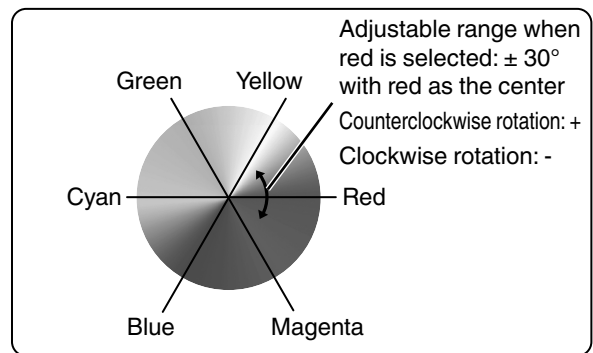 Adjustable range when
red is selected: ± 30°
with red as the center
Counterclockwise rotation: +
Clockwise rotation: -
Green
Yellow
Cyan
Red
Blue
Magenta